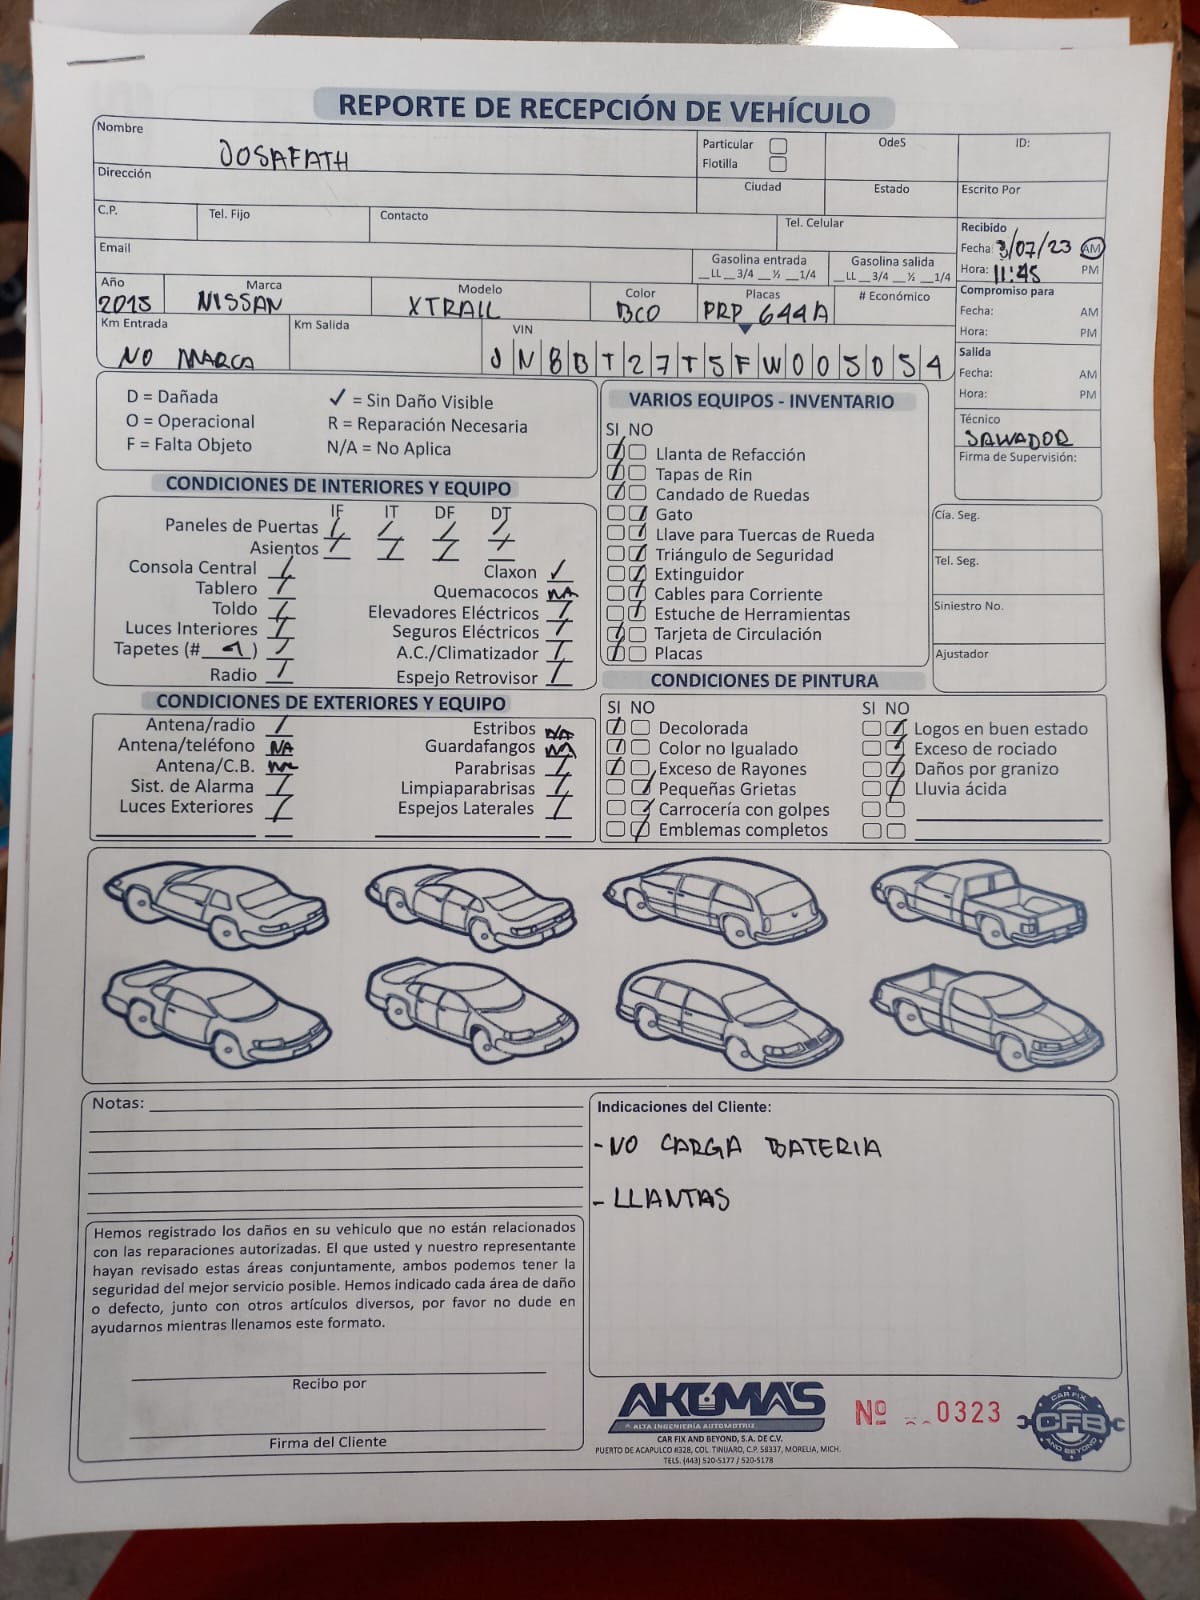 REPORTE DE RECEPCIÓN DE VEHÍCULO
Nombre JOSAFATH
Particular
Flotilla
OdeS
ID:
Dirección
Ciudad
Estado
Escrito Por
C.P.
Tel. Fijo
Contacto
Tel. Celular
Recibido
Fecha: 3/07/23 AM
Hora: 11:45 PM
Email
Gasolina entrada
__LL __3/4 __½ __1/4
Gasolina salida
__LL __3/4 __½ __1/4
Año 2015
Marca NISSAN
Modelo XTRAIL
Color BCO
Placas PRP 644A
# Económico
Compromiso para
Fecha: AM
Hora: PM
Km Entrada NO MARCA
Km Salida
VIN JN8BT27T5FW005054
Salida
Fecha: AM
Hora: PM
Técnico
SALVADOR
Firma de Supervisión:
D = Dañada
O = Operacional
F = Falta Objeto
✓ = Sin Daño Visible
R = Reparación Necesaria
N/A = No Aplica
VARIOS EQUIPOS - INVENTARIO
SI NO
Llanta de Refacción
Tapas de Rin
Candado de Ruedas
Gato
Llave para Tuercas de Rueda
Triángulo de Seguridad
Extinguidor
Cables para Corriente
Estuche de Herramientas
Tarjeta de Circulación
Placas
Cía. Seg.
Tel. Seg.
Siniestro No.
Ajustador
CONDICIONES DE INTERIORES Y EQUIPO
IF IT DF DT
Paneles de Puertas
Asientos
Consola Central
Tablero
Toldo
Luces Interiores
Tapetes (# 4 )
Radio
Claxon ✓
Quemacocos NA
Elevadores Eléctricos
Seguros Eléctricos
A.C./Climatizador
Espejo Retrovisor
CONDICIONES DE EXTERIORES Y EQUIPO
Antena/radio
Antena/teléfono NA
Antena/C.B. NA
Sist. de Alarma
Luces Exteriores
Estribos NA
Guardafangos NA
Parabrisas
Limpiaparabrisas
Espejos Laterales
CONDICIONES DE PINTURA
SI NO
Decolorada
Color no Igualado
Exceso de Rayones
Pequeñas Grietas
Carrocería con golpes
Emblemas completos
SI NO
Logos en buen estado
Exceso de rociado
Daños por granizo
Lluvia ácida
Notas:
Indicaciones del Cliente:
- NO CARGA BATERIA
- LLANTAS
Hemos registrado los daños en su vehiculo que no están relacionados
con las reparaciones autorizadas. El que usted y nuestro representante
hayan revisado estas áreas conjuntamente, ambos podemos tener la
seguridad del mejor servicio posible. Hemos indicado cada área de daño
o defecto, junto con otros artículos diversos, por favor no dude en
ayudarnos mientras llenamos este formato.
Recibo por
Firma del Cliente
AKUMA'S
ALTA INGENIERÍA AUTOMOTRIZ
CAR FIX AND BEYOND, S.A. DE C.V.
PUERTO DE ACAPULCO #328, COL. TINIJARO, C.P. 58337, MORELIA, MICH.
TELS. (443) 520-5177 / 520-5178
Nº 0323
CAR FIX
CFB
AND BEYOND